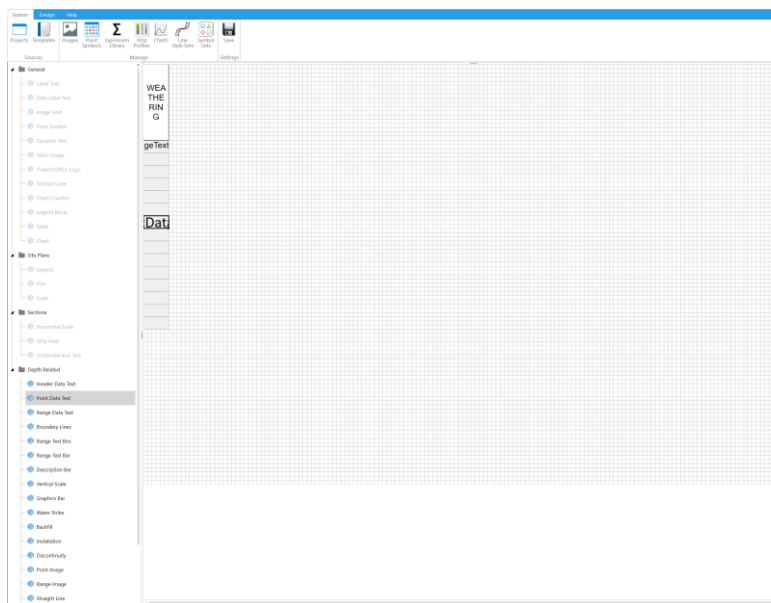 System Design Help
Projects Templates Images Point Symbols Expression Library Strip Profiles Charts Line Style Sets Symbol Sets Save
Sources Manage Settings
General
Label Text
Data Label Text
Image Grid
Point Symbol
Dynamic Text
Static Image
Project/Office Logo
Vertical Scale
Sheet Counter
Legend Block
Table
Chart
Site Plans
Legend
Plan
Scale
Sections
Horizontal Scale
Strip Area
Horizontal Axis Text
Depth Related
Header Data Text
Point Data Text
Range Data Text
Boundary Lines
Range Text Box
Range Text Bar
Description Bar
Vertical Scale
Graphics Bar
Water Strike
Backfill
Installation
Discontinuity
Point Image
Range Image
Straight Line
WEA
THE
RIN
G
geText
Dat